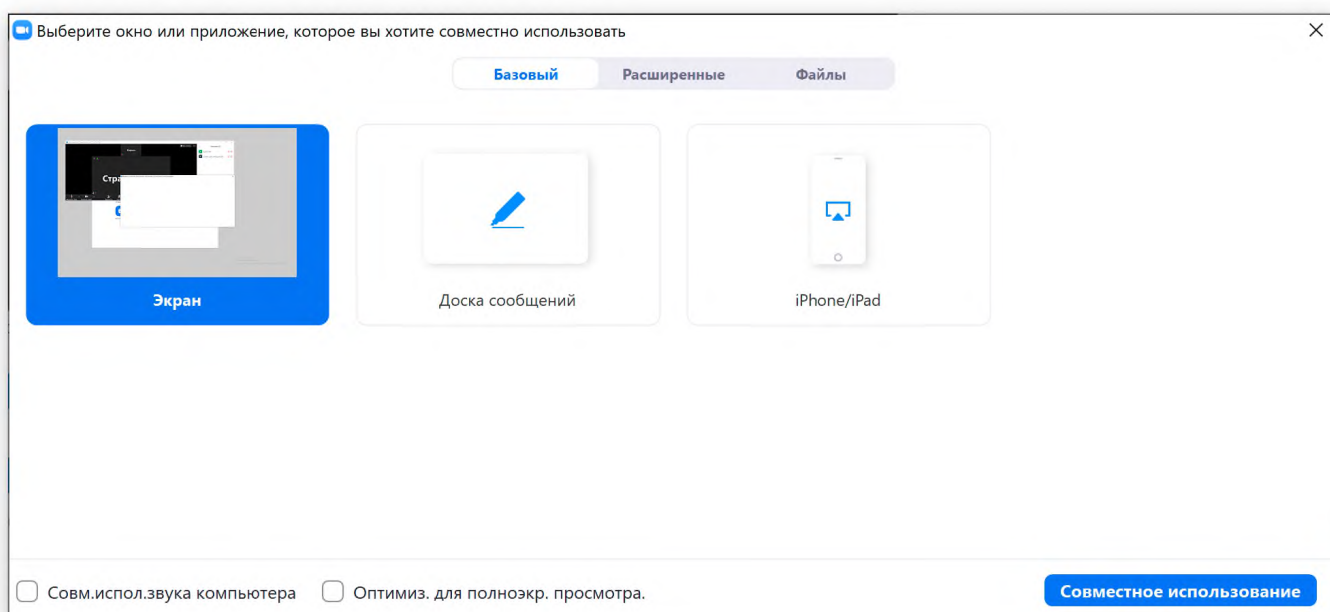 Выберите окно или приложение, которое вы хотите совместно использовать
Базовый Расширенные Файлы
Экран Доска сообщений iPhone/iPad
Совм.испол.звука компьютера Оптимиз. для полноэкр. просмотра. Совместное использование